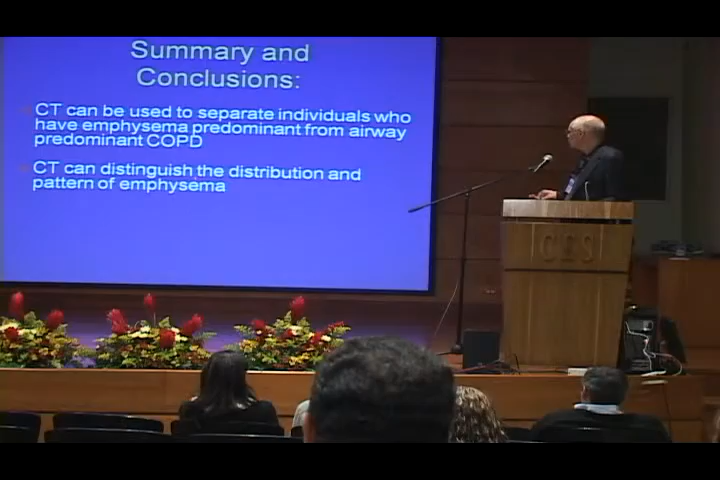 Summary and
Conclusions:
CT can be used to separate individuals who
have emphysema predominant from airway
predominant COPD
CT can distinguish the distribution and
pattern of emphysema
CES